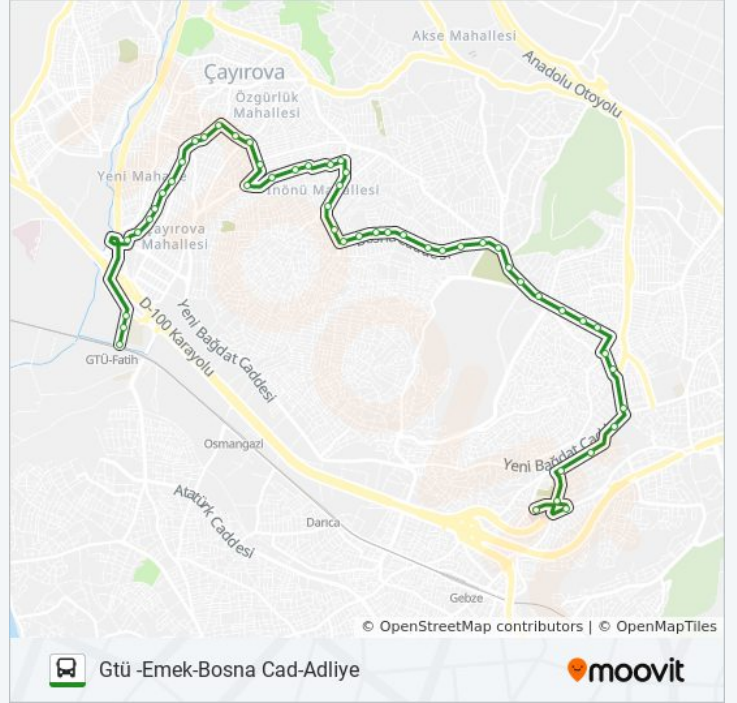 Akse Mahallesi
Anadolu Otoyolu
Çayırova
Özgürlük
Mahallesi
Yeni Mahalle
İnönü Mahallesi
Çayırova
Mahallesi
Bosna Caddesi
D-100 Karayolu
Yeni Bağdat Caddesi
GTÜ-Fatih
Osmangazi
Yeni Bağdat Cadd
Atatürk Caddesi
Darıca
Gebze
© OpenStreetMap contributors | © OpenMapTiles
Gtü -Emek-Bosna Cad-Adliye
moovit